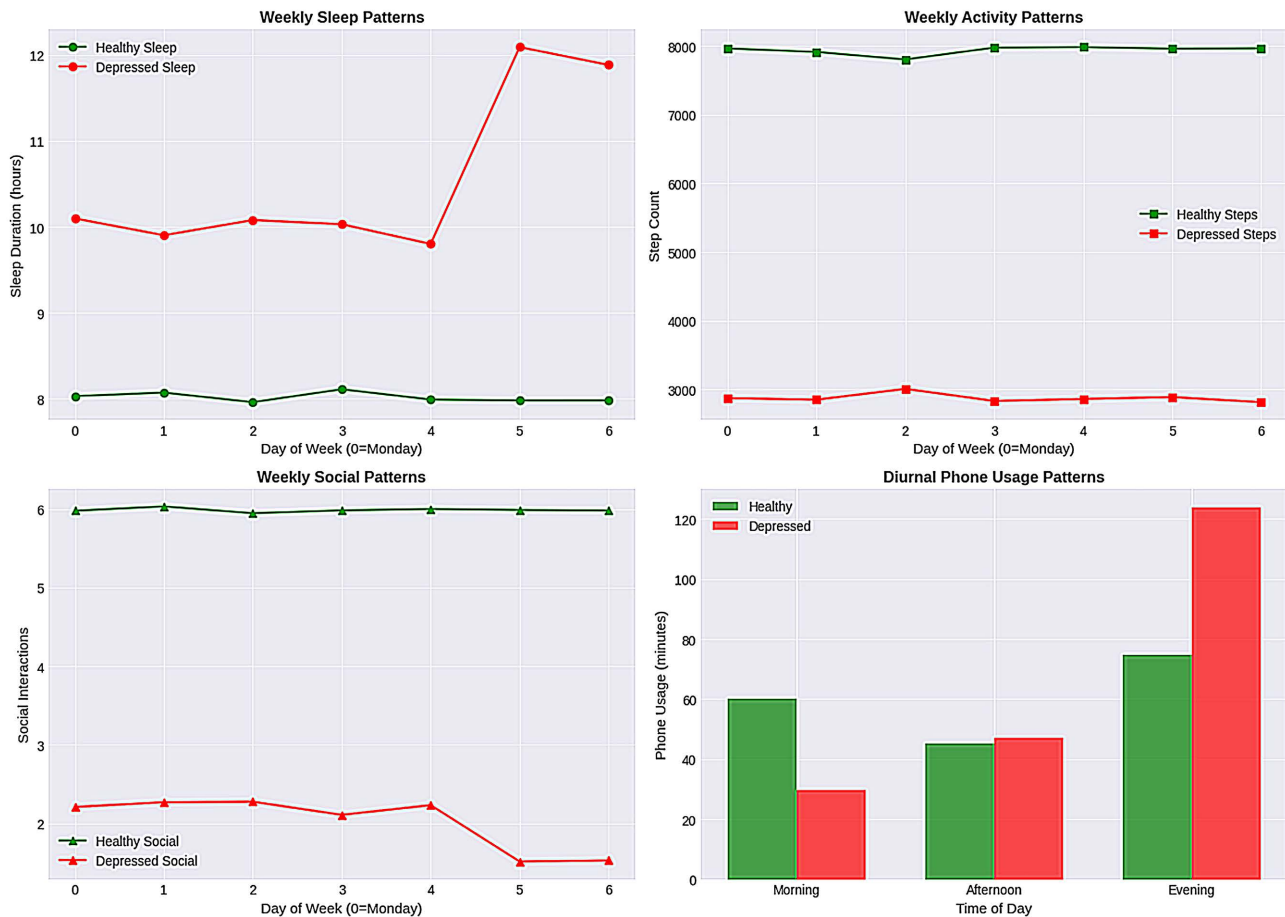 Weekly Sleep Patterns
Healthy Sleep
Depressed Sleep
12
11
10
9
8
Sleep Duration (hours)
0 1 2 3 4 5 6
Day of Week (0=Monday)
Weekly Activity Patterns
8000
7000
6000
5000
4000
3000
Step Count
Healthy Steps
Depressed Steps
0 1 2 3 4 5 6
Day of Week (0=Monday)
Weekly Social Patterns
6
5
4
3
2
Social Interactions
Healthy Social
Depressed Social
0 1 2 3 4 5 6
Day of Week (0=Monday)
Diurnal Phone Usage Patterns
Healthy
Depressed
120
100
80
60
40
20
0
Phone Usage (minutes)
Morning Afternoon Evening
Time of Day